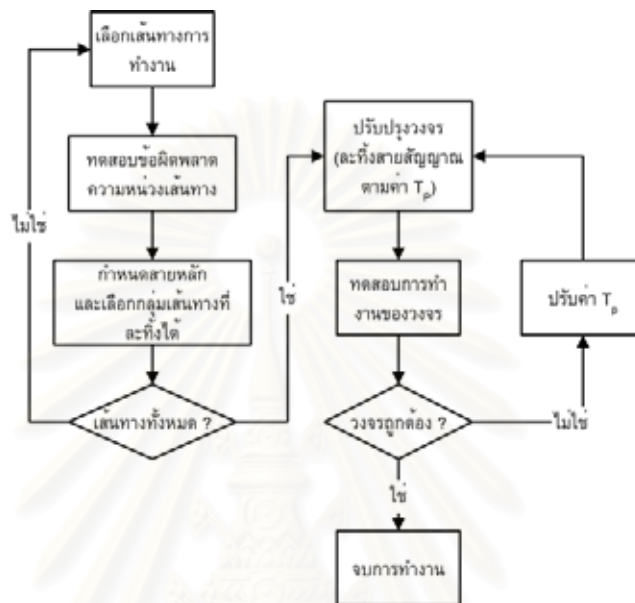 เลือกเส้นทางการ
ทำงาน
ทดสอบข้อผิดพลาด
ความหน่วงเส้นทาง
กำหนดสายหลัก
และเลือกกลุ่มเส้นทางที่
ละทิ้งได้
เส้นทางทั้งหมด ?
ไม่ใช่
ใช่
ปรับปรุงวงจร
(ละทิ้งสายสัญญาณ
ตามค่า Tp)
ทดสอบการทำ
งานของวงจร
วงจรถูกต้อง ?
ไม่ใช่
ปรับค่า Tp
ใช่
จบการทำงาน